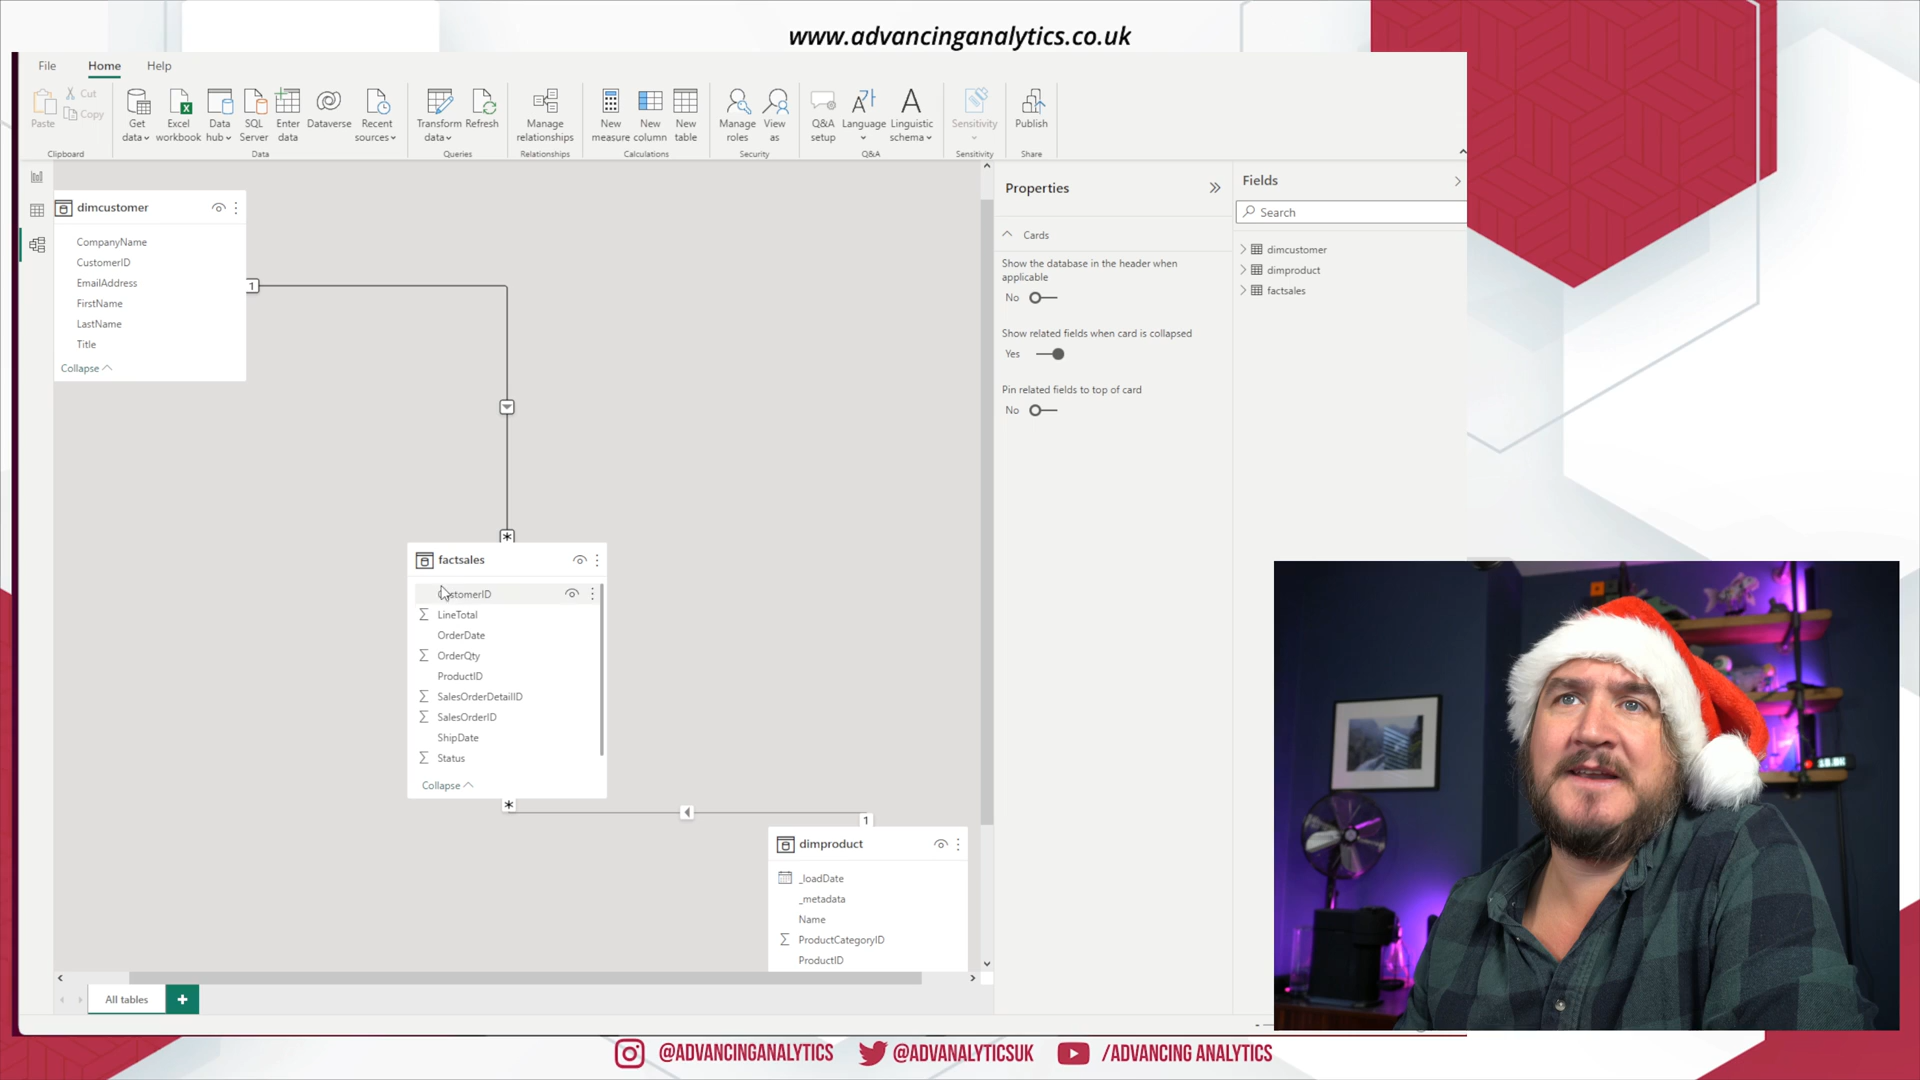 www.advancinganalytics.co.uk
File Home Help
Paste
Cut
Copy
Get data
Excel workbook
Data hub
SQL Server
Enter data
Dataverse
Recent sources
Transform data
Refresh
Manage relationships
New measure
New column
New table
Manage roles
View as
Q&A setup
Language
Linguistic schema
Sensitivity
Publish
Clipboard
Data
Queries
Relationships
Calculations
Security
Q&A
Sensitivity
Share
dimcustomer
CompanyName
CustomerID
EmailAddress
FirstName
LastName
Title
Collapse
1
*
factsales
CustomerID
LineTotal
OrderDate
OrderQty
ProductID
SalesOrderDetailID
SalesOrderID
ShipDate
Status
Collapse
*
1
dimproduct
_loadDate
_metadata
Name
ProductCategoryID
ProductID
All tables
Properties
Cards
Show the database in the header when
applicable
No
Show related fields when card is collapsed
Yes
Pin related fields to top of card
No
Fields
Search
dimcustomer
dimproduct
factsales
@ADVANCINGANALYTICS
@ADVANALYTICSUK
/ADVANCING ANALYTICS